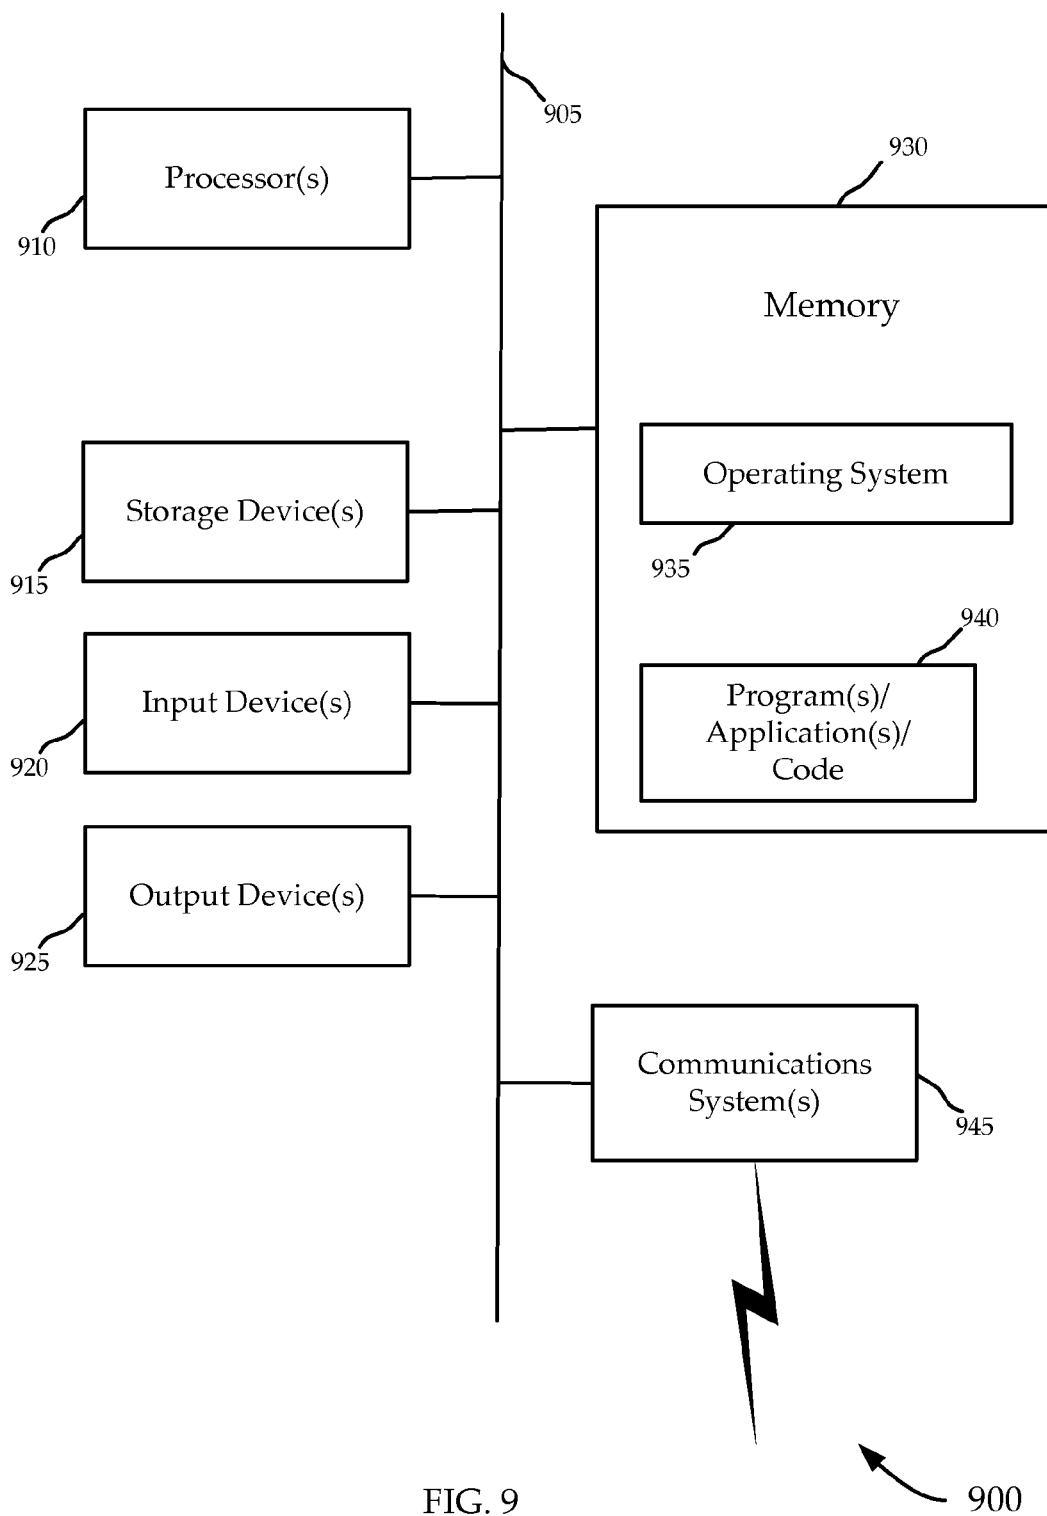 905
Processor(s)
910
930
Memory
Storage Device(s)
915
Operating System
935
Input Device(s)
920
940
Program(s)/
Application(s)/
Code
Output Device(s)
925
Communications
System(s)
945
FIG. 9
900